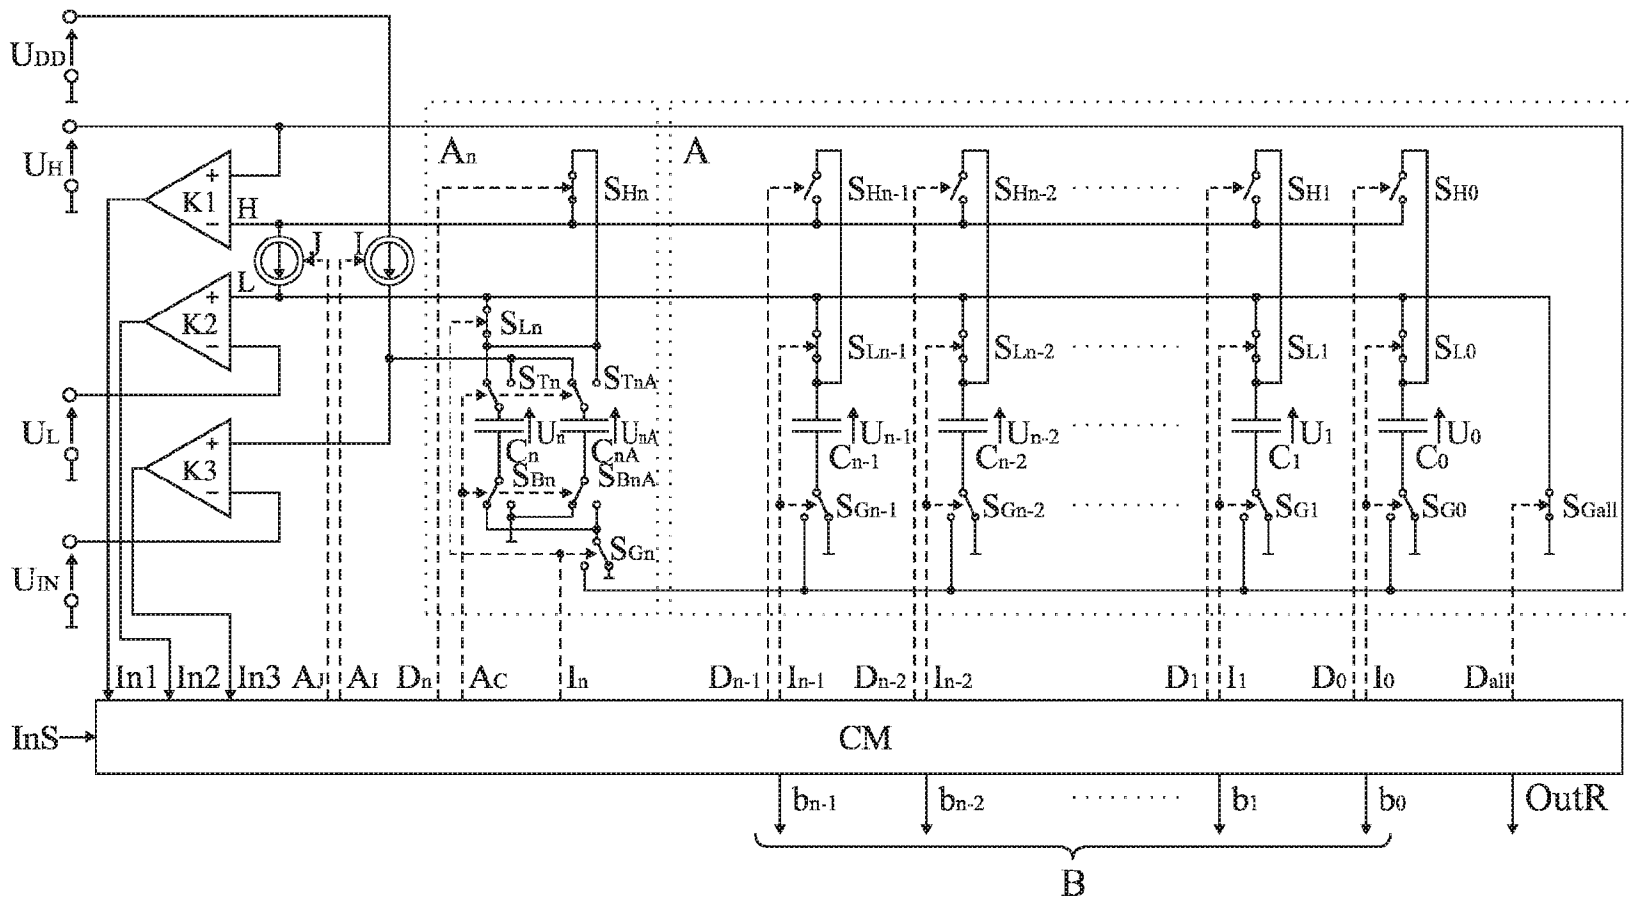 UDD
UH
UL
UIN
K1
K2
K3
+
−
+
−
+
−
H
L
J
I
An
A
SHn
SHn-1
SHn-2
SH1
SH0
SLn
SLn-1
SLn-2
SL1
SL0
STn
STnA
Un
UnA
Un-1
Un-2
U1
U0
Cn
CnA
Cn-1
Cn-2
C1
C0
SBn
SBnA
SGn
SGn-1
SGn-2
SG1
SG0
SGall
In1
In2
In3
AJ
AI
Dn
AC
In
Dn-1
In-1
Dn-2
In-2
D1
I1
D0
I0
Dall
InS
CM
bn-1
bn-2
b1
b0
OutR
B